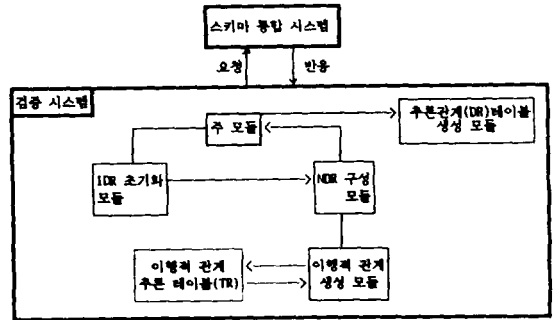 스키마 통합 시스템
요청
반응
검증 시스템
주 모듈
추론관계(DR)테이블
생성 모듈
IDR 초기화
모듈
NDR 구성
모듈
이행적 관계
추론 테이블(TR)
이행적 관계
생성 모듈